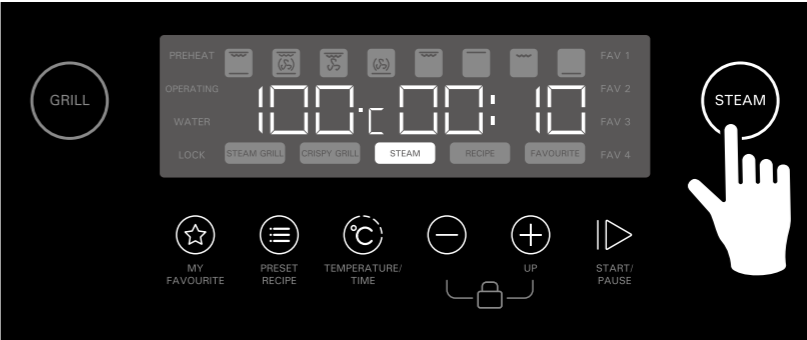 PREHEAT
FAV 1
OPERATING
FAV 2
GRILL
100°C 00:10
STEAM
WATER
FAV 3
LOCK
STEAM GRILL
CRISPY GRILL
STEAM
RECIPE
FAVOURITE
FAV 4
°C
MY
FAVOURITE
PRESET
RECIPE
TEMPERATURE/
TIME
UP
START/
PAUSE